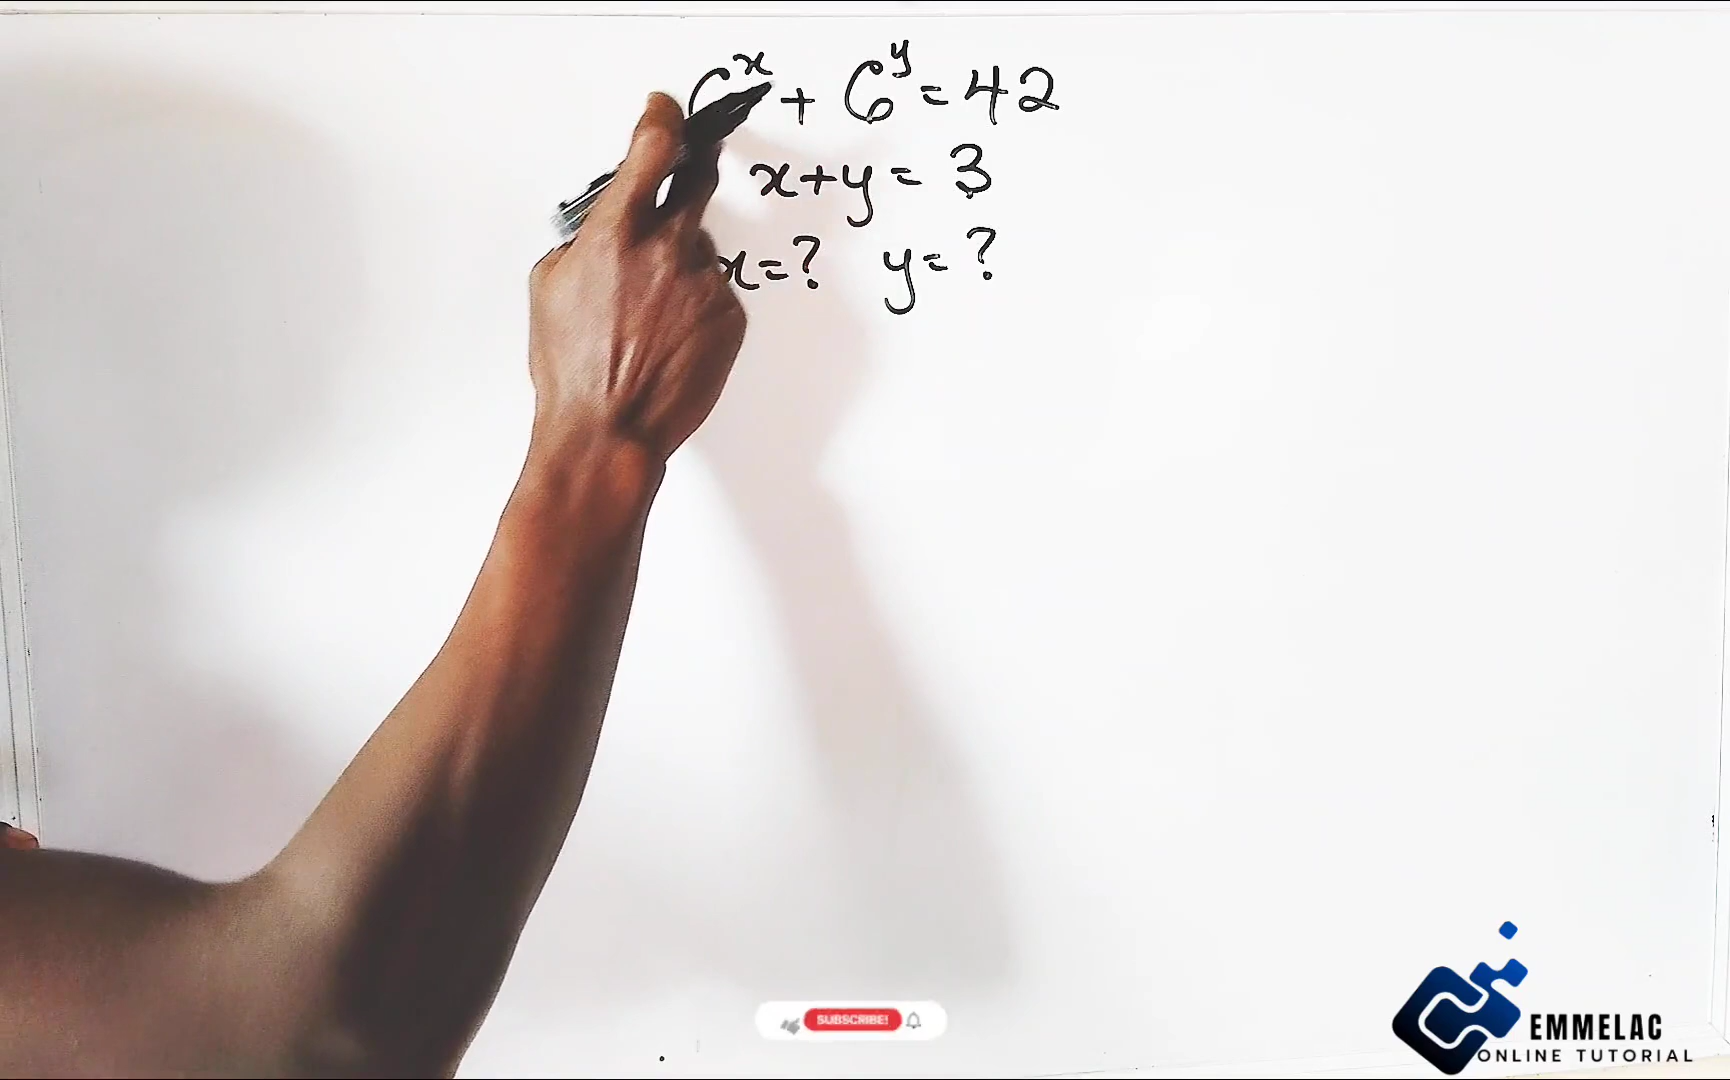 6^x + 6^y = 42
x+y = 3
x=? y=?
SUBSCRIBE!
EMMELAC
ONLINE TUTORIAL